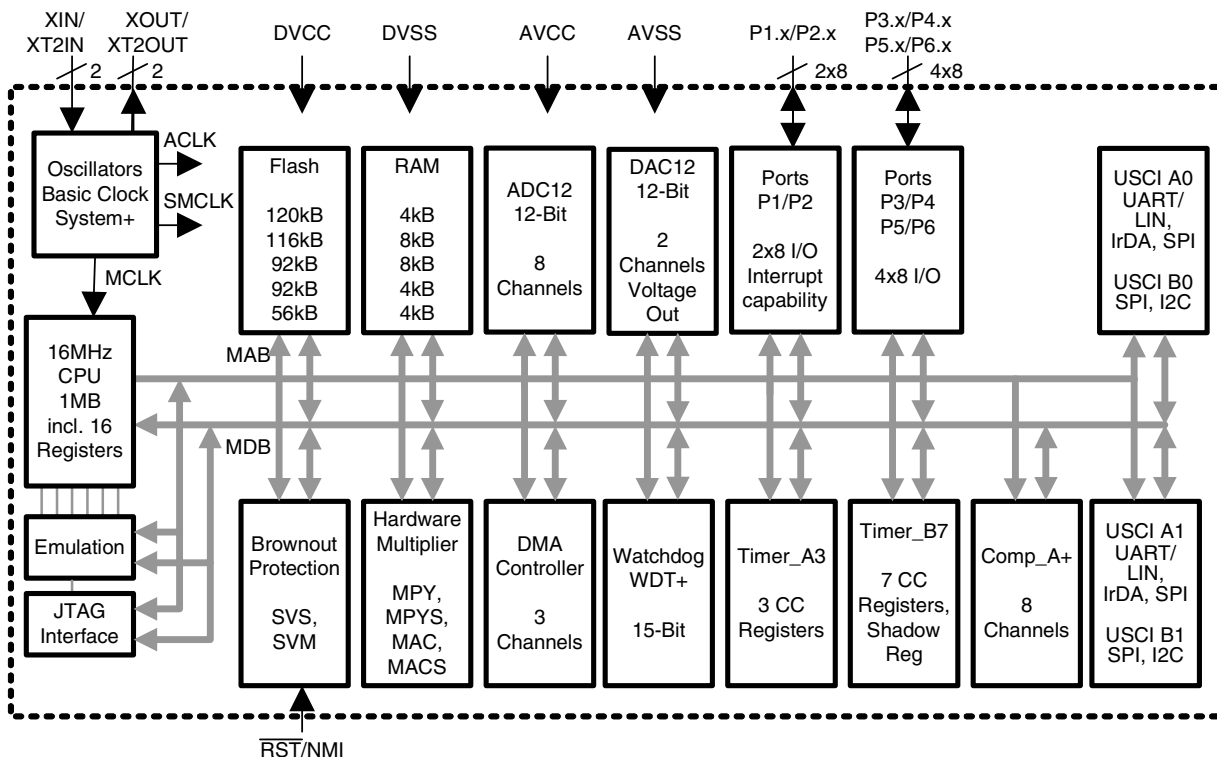 XIN/
XT2IN
2
XOUT/
XT2OUT
2
DVCC
DVSS
AVCC
AVSS
P1.x/P2.x
2x8
P3.x/P4.x
P5.x/P6.x
4x8
Oscillators
Basic Clock
System+
ACLK
SMCLK
MCLK
Flash
120kB
116kB
92kB
92kB
56kB
RAM
4kB
8kB
8kB
4kB
4kB
ADC12
12-Bit
8
Channels
DAC12
12-Bit
2
Channels
Voltage
Out
Ports
P1/P2
2x8 I/O
Interrupt
capability
Ports
P3/P4
P5/P6
4x8 I/O
USCI A0
UART/
LIN,
IrDA, SPI
USCI B0
SPI, I2C
16MHz
CPU
1MB
incl. 16
Registers
MAB
MDB
Emulation
JTAG
Interface
Brownout
Protection
SVS,
SVM
Hardware
Multiplier
MPY,
MPYS,
MAC,
MACS
DMA
Controller
3
Channels
Watchdog
WDT+
15-Bit
Timer_A3
3 CC
Registers
Timer_B7
7 CC
Registers,
Shadow
Reg
Comp_A+
8
Channels
USCI A1
UART/
LIN,
IrDA, SPI
USCI B1
SPI, I2C
RST/NMI